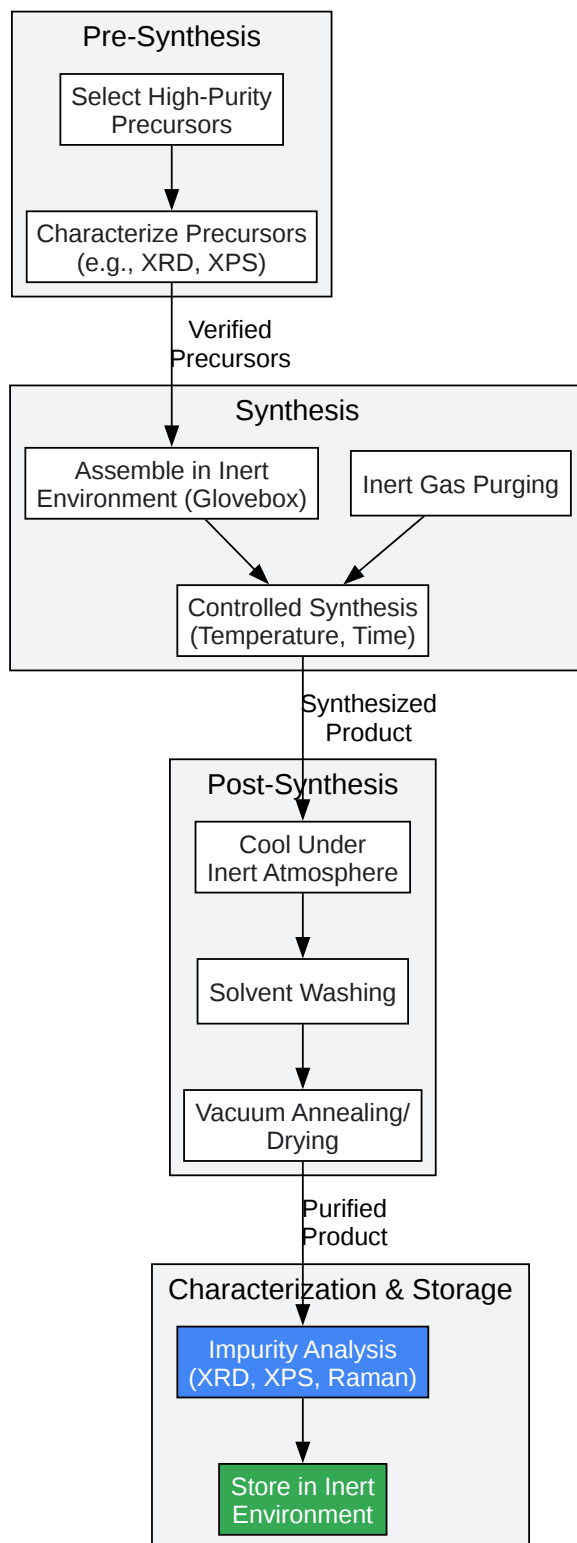 Pre-Synthesis
Select High-Purity
Precursors
Characterize Precursors
(e.g., XRD, XPS)
Verified
Precursors
Synthesis
Assemble in Inert
Environment (Glovebox)
Inert Gas Purging
Controlled Synthesis
(Temperature, Time)
Synthesized
Product
Post-Synthesis
Cool Under
Inert Atmosphere
Solvent Washing
Vacuum Annealing/
Drying
Purified
Product
Characterization & Storage
Impurity Analysis
(XRD, XPS, Raman)
Store in Inert
Environment